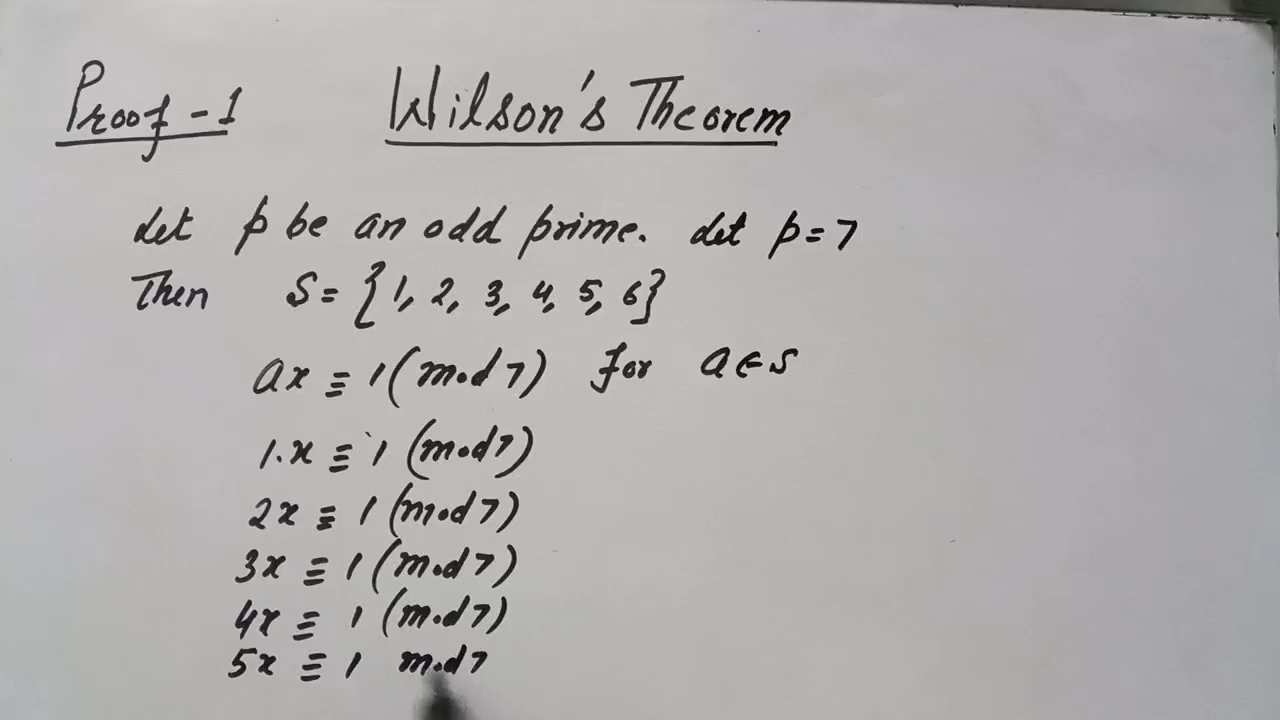 Proof - 1 Wilson's Theorem
Let p be an odd prime. Let p = 7
Then S = {1, 2, 3, 4, 5, 6}
ax ≡ 1 (mod 7) for a ∈ S
1.x ≡ 1 (mod 7)
2x ≡ 1 (mod 7)
3x ≡ 1 (mod 7)
4x ≡ 1 (mod 7)
5x ≡ 1 mod 7